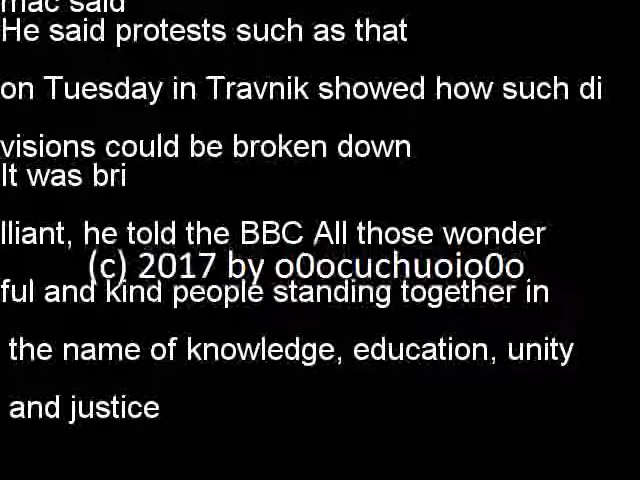 mac said
He said protests such as that
on Tuesday in Travnik showed how such di
visions could be broken down
It was bri
lliant, he told the BBC All those wonder
(c) 2017 by o0ocuchuoio0o
ful and kind people standing together in
the name of knowledge, education, unity
and justice